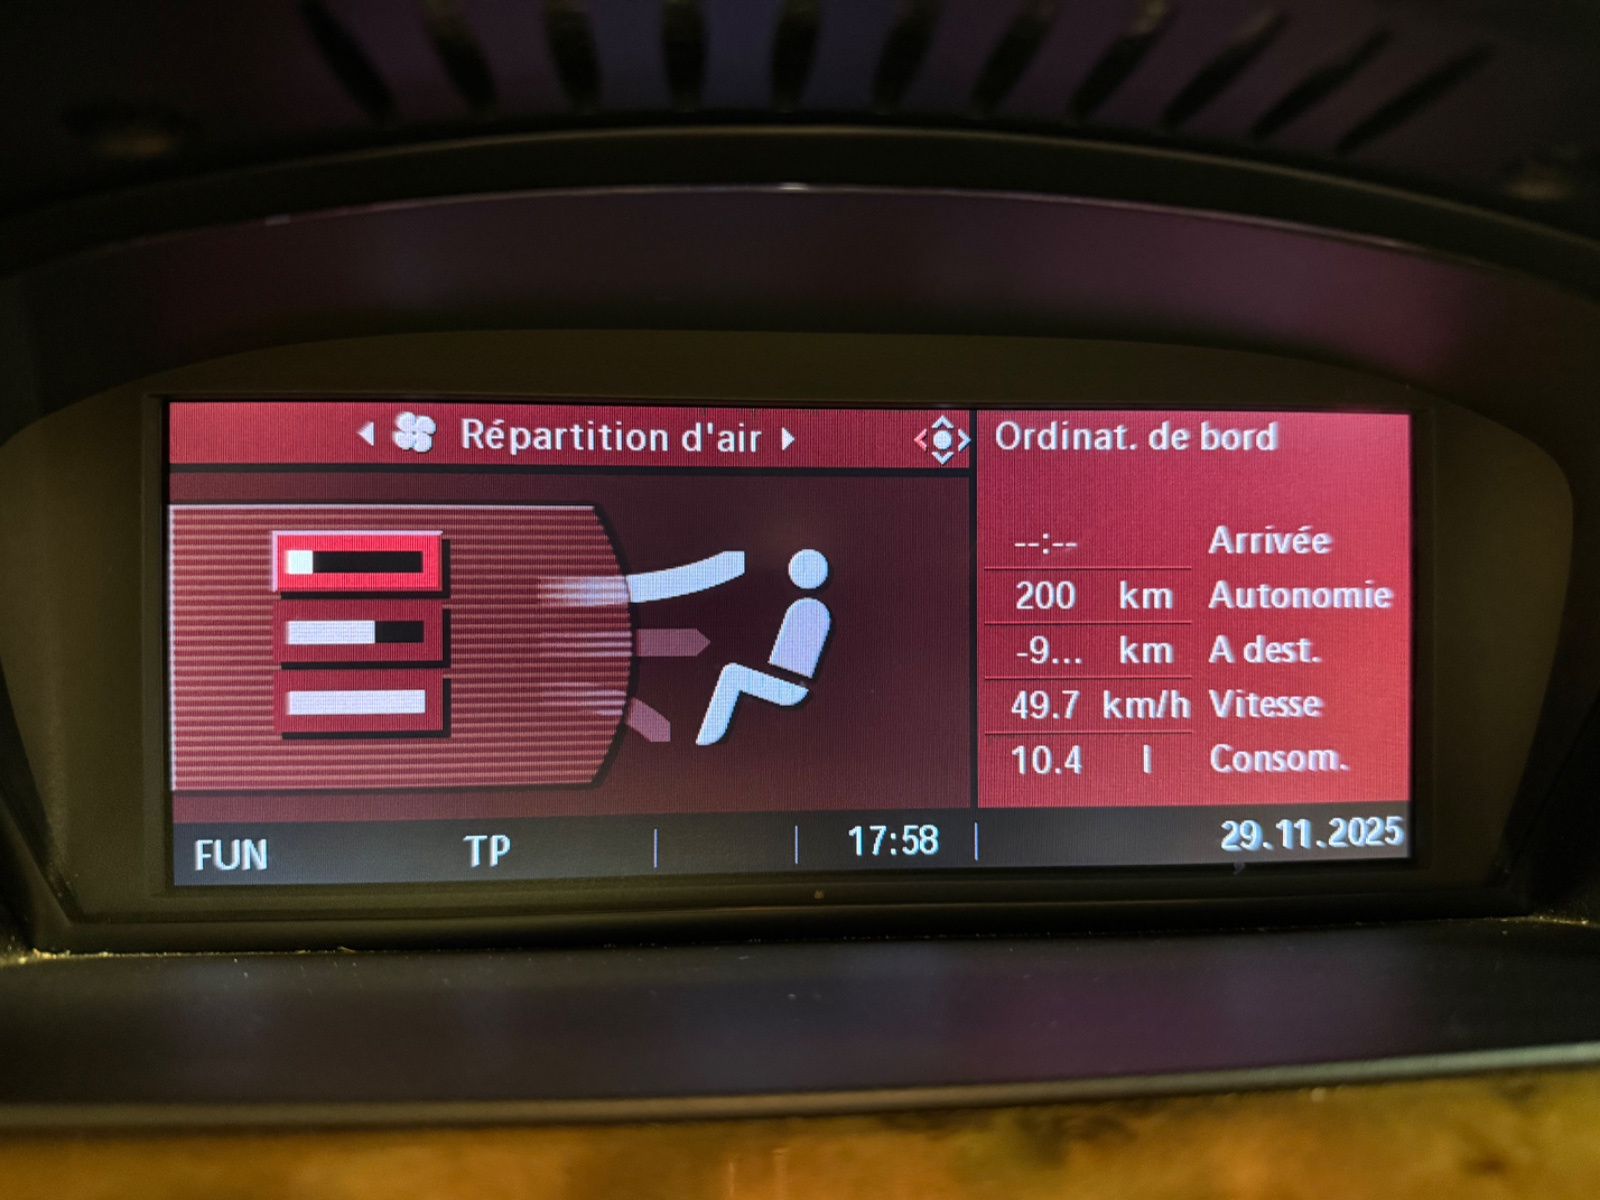 Répartition d'air
Ordinat. de bord
--:-- Arrivée
200 km Autonomie
-9... km A dest.
49.7 km/h Vitesse
10.4 l Consom.
FUN TP 17:58 29.11.2025